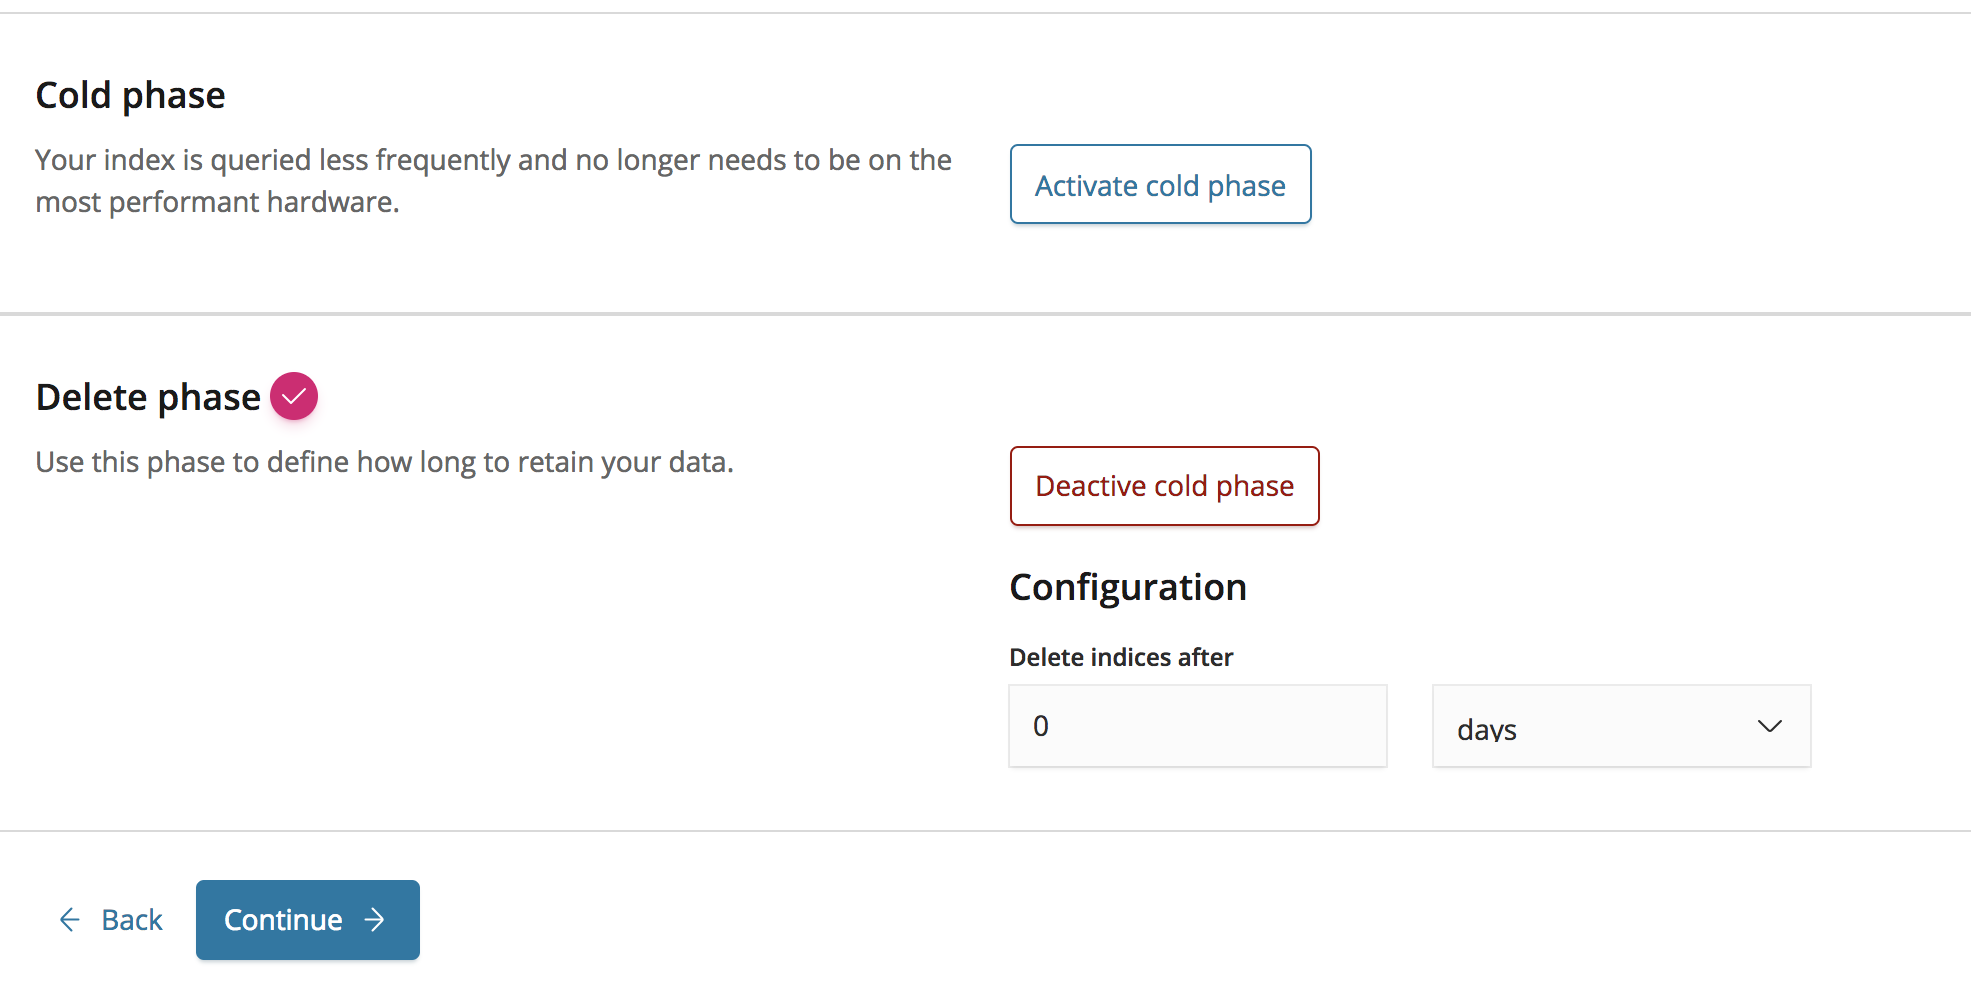 Cold phase
Your index is queried less frequently and no longer needs to be on the
most performant hardware.
Activate cold phase
Delete phase
Use this phase to define how long to retain your data.
Deactive cold phase
Configuration
Delete indices after
0
days
Back
Continue